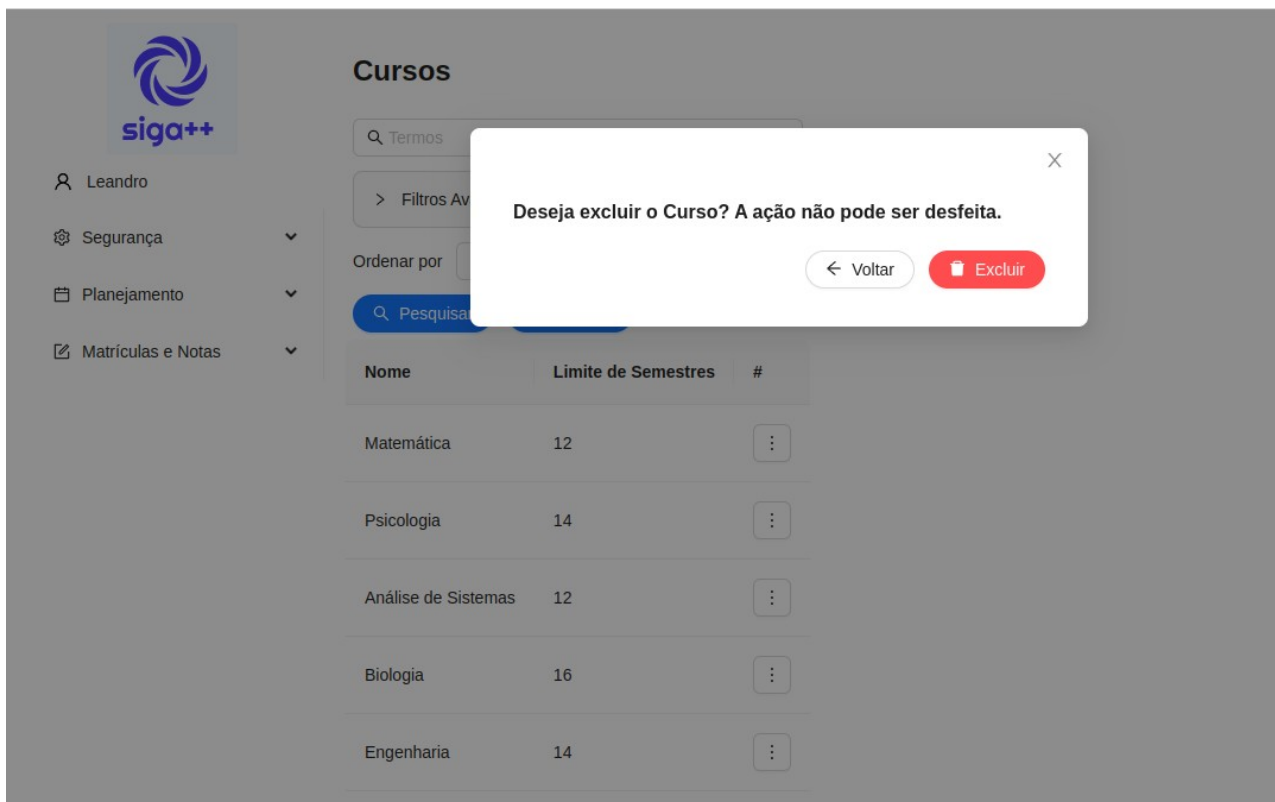 siga++
Leandro
Segurança
Planejamento
Matrículas e Notas
Cursos
Termos
Filtros Av
Ordenar por
Pesquisa
Deseja excluir o Curso? A ação não pode ser desfeita.
Voltar Excluir
Nome Limite de Semestres #
Matemática 12
Psicologia 14
Análise de Sistemas 12
Biologia 16
Engenharia 14